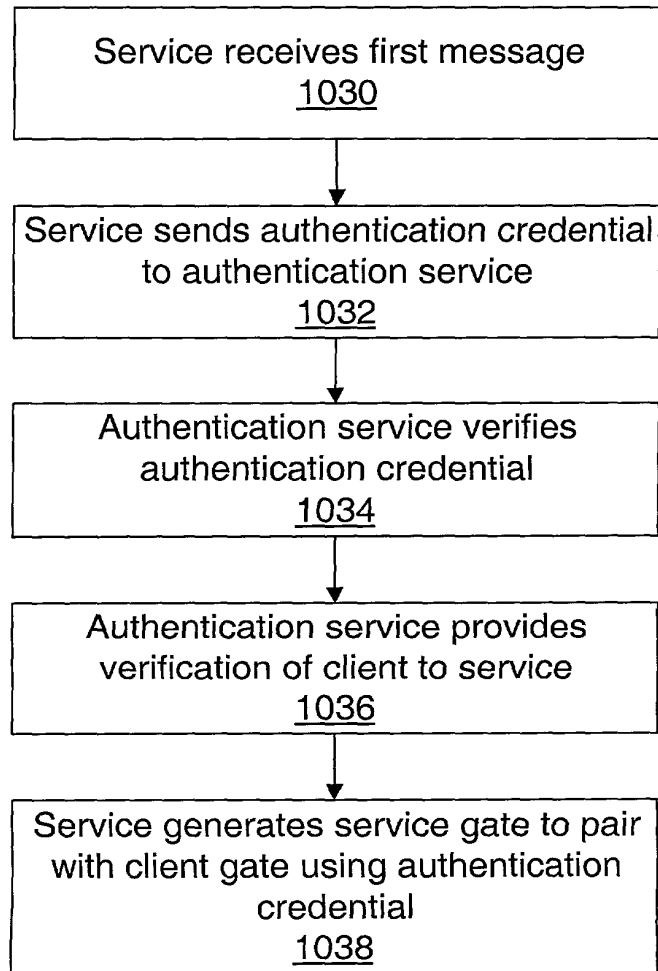 Service receives first message
1030
Service sends authentication credential
to authentication service
1032
Authentication service verifies
authentication credential
1034
Authentication service provides
verification of client to service
1036
Service generates service gate to pair
with client gate using authentication
credential
1038